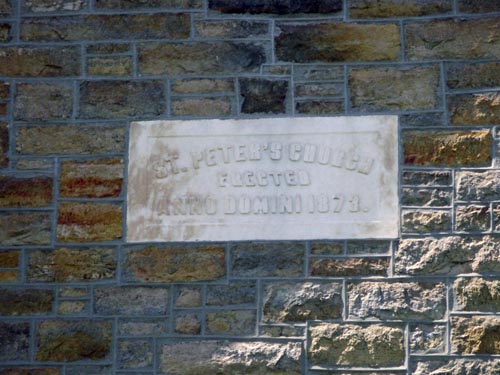 ST. PETER'S CHURCH
ERECTED
ANNO DOMINI 1873.